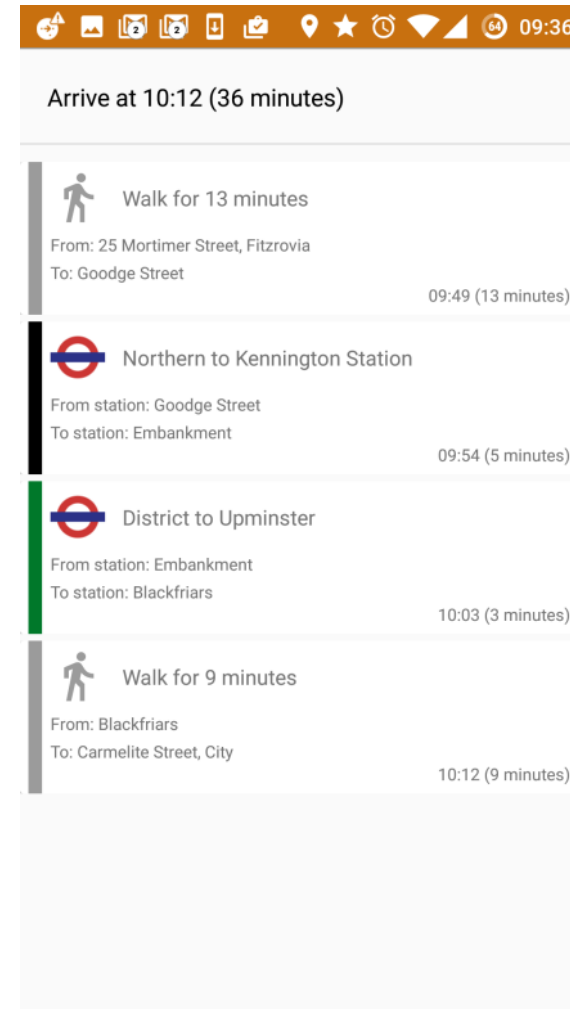 2
2
64
09:36
Arrive at 10:12 (36 minutes)
Walk for 13 minutes
From: 25 Mortimer Street, Fitzrovia
To: Goodge Street
09:49 (13 minutes)
Northern to Kennington Station
From station: Goodge Street
To station: Embankment
09:54 (5 minutes)
District to Upminster
From station: Embankment
To station: Blackfriars
10:03 (3 minutes)
Walk for 9 minutes
From: Blackfriars
To: Carmelite Street, City
10:12 (9 minutes)